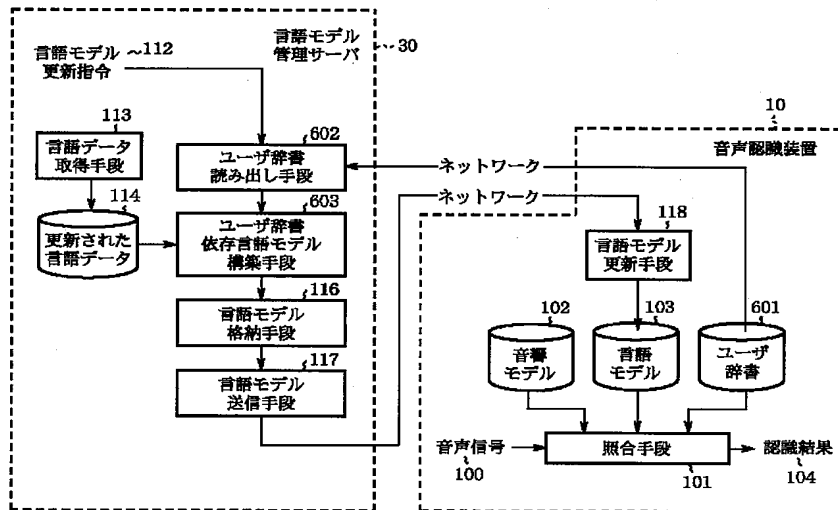 言語モデル
管理サーバ
30
言語モデル
更新指令
~112
113
言語データ
取得手段
114
更新された
言語データ
602
ユーザ辞書
読み出し手段
603
ユーザ辞書
依存言語モデル
構築手段
116
言語モデル
格納手段
117
言語モデル
送信手段
ネットワーク
ネットワーク
10
音声認識装置
118
言語モデル
更新手段
102
音響
モデル
103
言語
モデル
601
ユーザ
辞書
音声信号
100
照合手段
101
認識結果
104